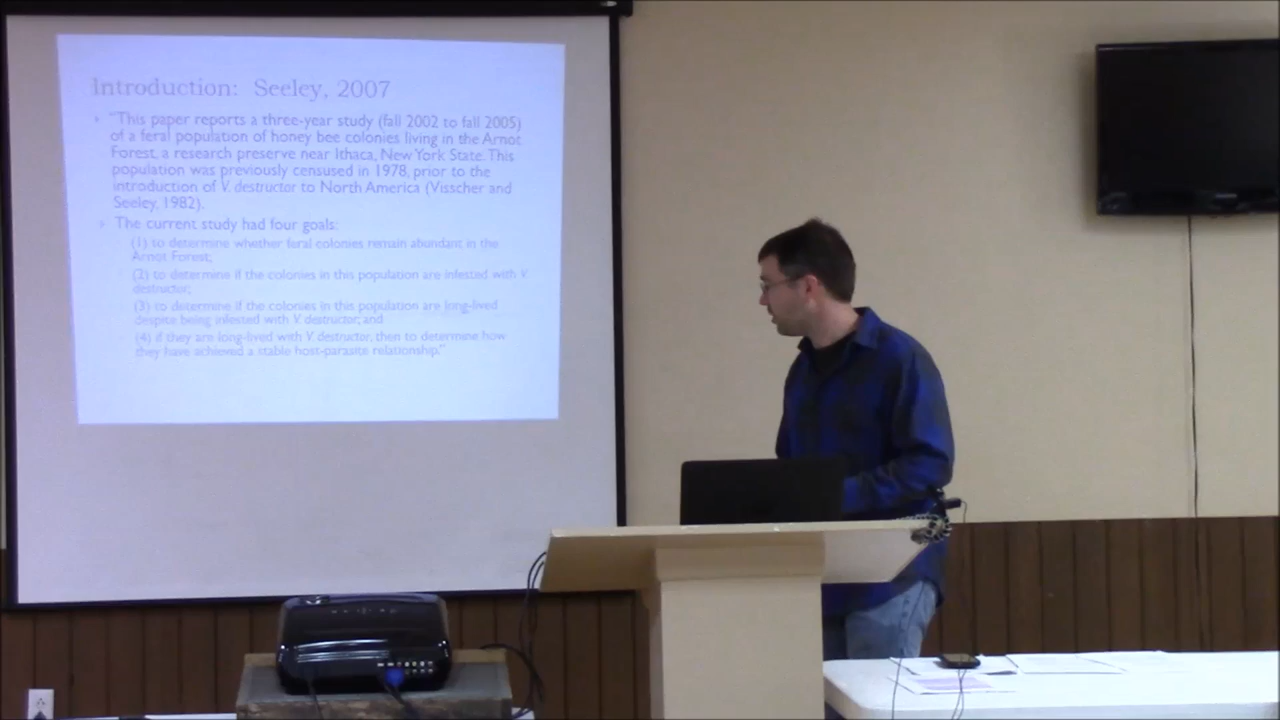 Introduction: Seeley, 2007
"This paper reports a three-year study (fall 2002 to fall 2005)
of a feral population of honey bee colonies living in the Arnot
Forest, a research preserve near Ithaca, New York State. This
population was previously censused in 1978, prior to the
introduction of V. destructor to North America (Visscher and
Seeley, 1982).
The current study had four goals:
(1) to determine whether feral colonies remain abundant in the
Arnot Forest;
(2) to determine if the colonies in this population are infested with V.
destructor;
(3) to determine if the colonies in this population are long-lived
despite being infested with V. destructor; and
(4) if they are long-lived with V. destructor, then to determine how
they have achieved a stable host-parasite relationship."